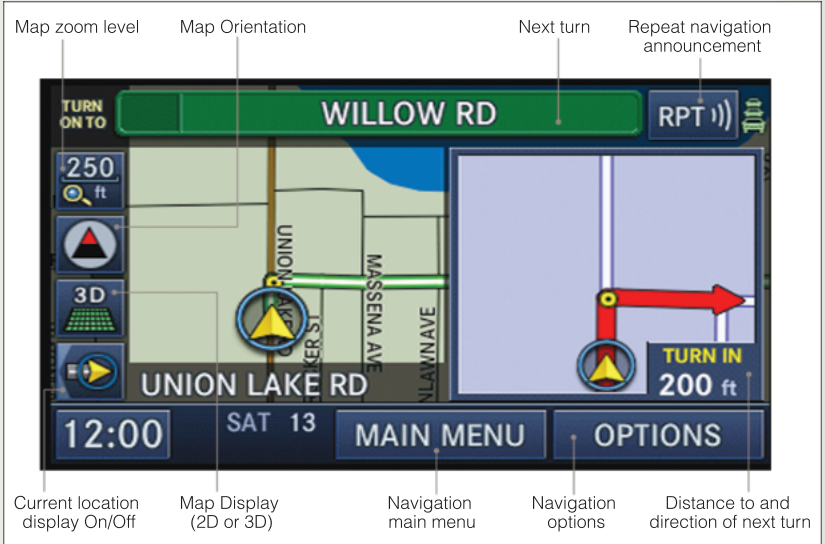 Map zoom level
Map Orientation
Next turn
Repeat navigation
announcement
TURN
ON TO
WILLOW RD
RPT
250
ft
3D
UNION LAKE RD
MASSENA AVE
UNION LAKE RD
TURN IN
200 ft
12:00
SAT 13
MAIN MENU
OPTIONS
Current location
display On/Off
Map Display
(2D or 3D)
Navigation
main menu
Navigation
options
Distance to and
direction of next turn